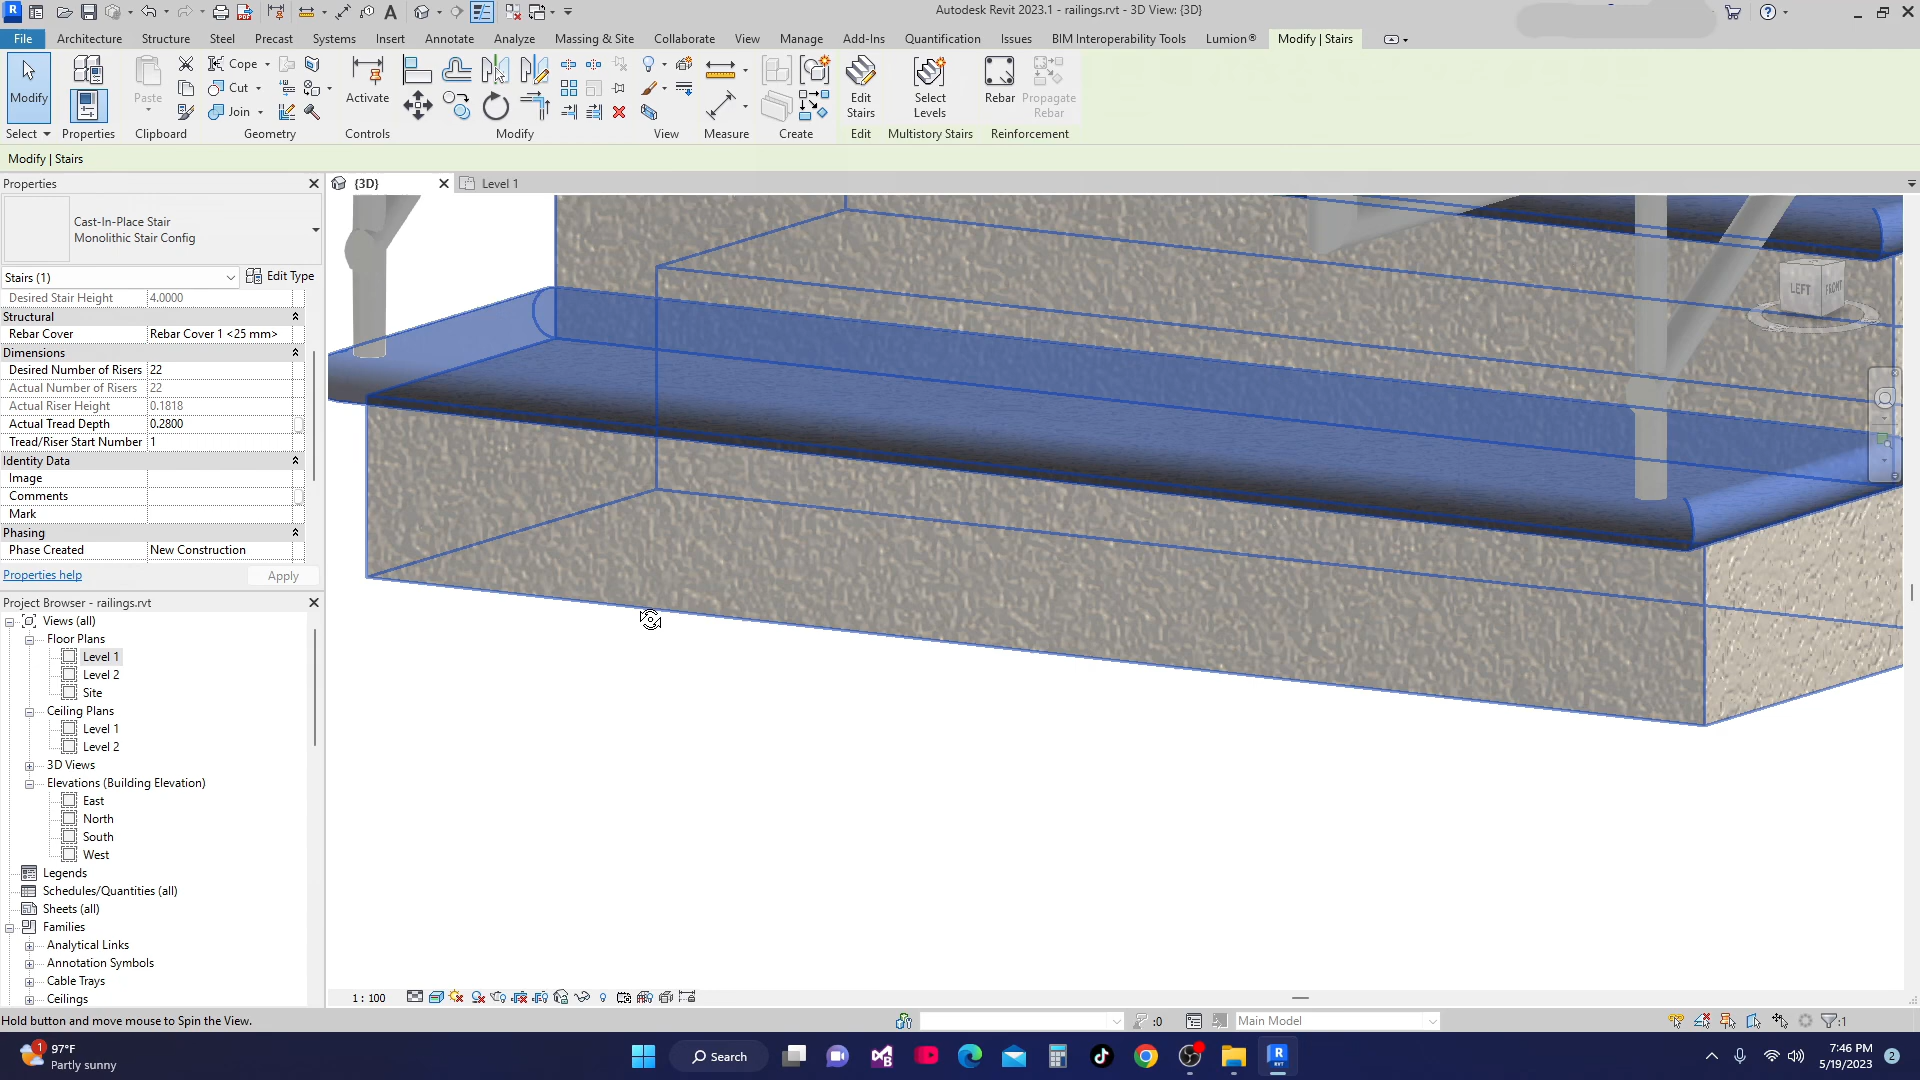 Autodesk Revit 2023.1 - railings.rvt - 3D View: {3D}
File Architecture Structure Steel Precast Systems Insert Annotate Analyze Massing & Site Collaborate View Manage Add-Ins Quantification Issues BIM Interoperability Tools Lumion® Modify | Stairs
Modify Paste Cope Cut Join Activate Edit Stairs Select Levels Rebar Propagate Rebar
Select Properties Clipboard Geometry Controls Modify View Measure Create Edit Multistory Stairs Reinforcement
Modify | Stairs
Properties
{3D} Level 1
Cast-In-Place Stair
Monolithic Stair Config
Stairs (1) Edit Type
Desired Stair Height 4.0000
Structural
Rebar Cover Rebar Cover 1 <25 mm>
Dimensions
Desired Number of Risers 22
Actual Number of Risers 22
Actual Riser Height 0.1818
Actual Tread Depth 0.2800
Tread/Riser Start Number 1
Identity Data
Image
Comments
Mark
Phasing
Phase Created New Construction
Properties help Apply
LEFT FRONT
Project Browser - railings.rvt
Views (all)
Floor Plans
Level 1
Level 2
Site
Ceiling Plans
Level 1
Level 2
3D Views
Elevations (Building Elevation)
East
North
South
West
Legends
Schedules/Quantities (all)
Sheets (all)
Families
Analytical Links
Annotation Symbols
Cable Trays
Ceilings
1 : 100
Hold button and move mouse to Spin the View. :0 Main Model :1
1 97°F
Partly sunny
Search
7:46 PM
5/19/2023
2